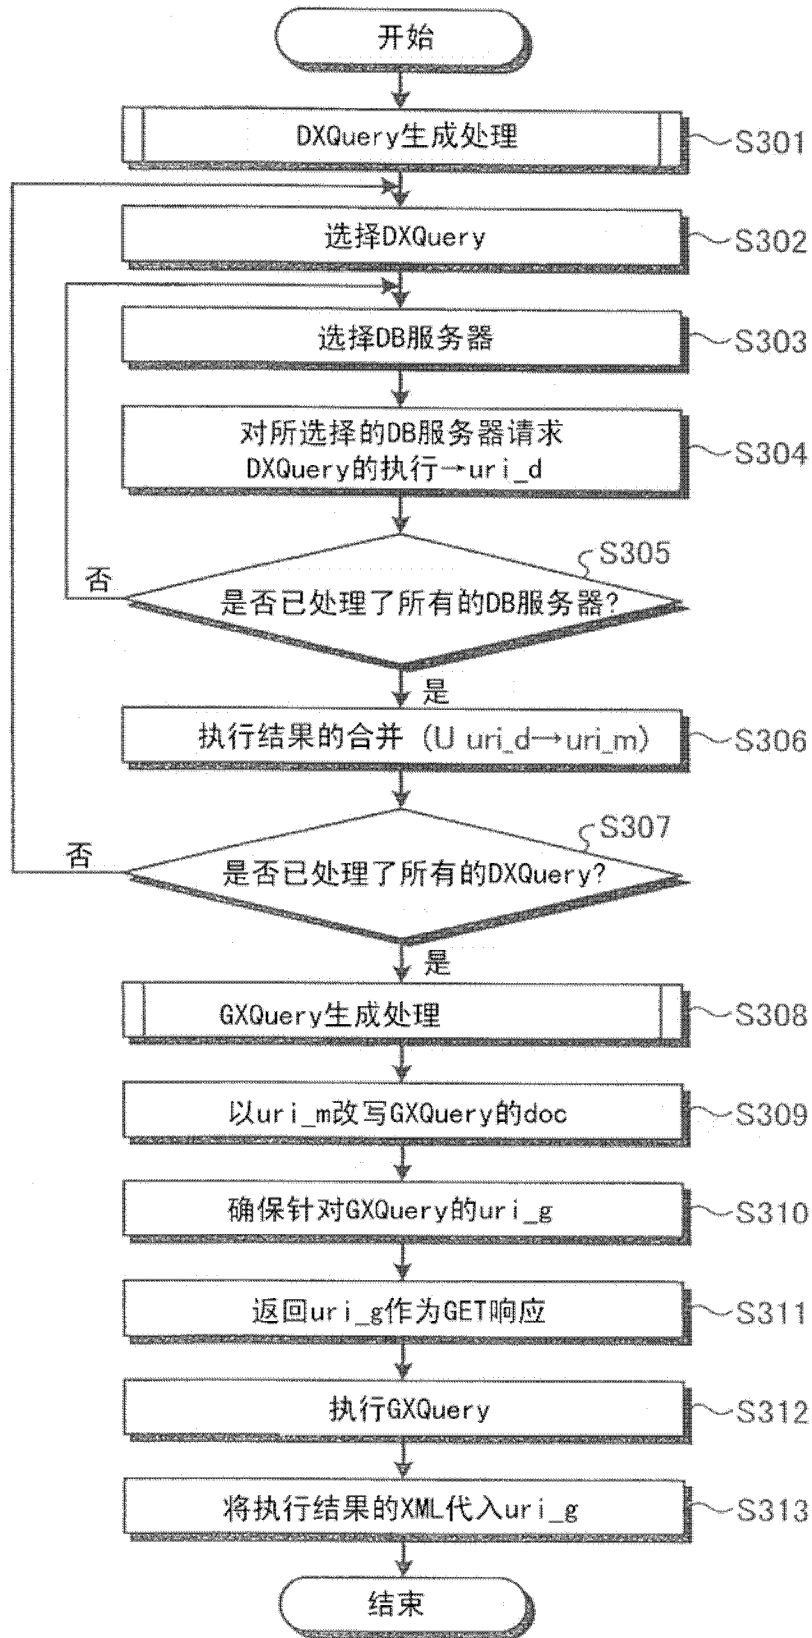 开始
DXQuery生成处理
S301
选择DXQuery
S302
选择DB服务器
S303
对所选择的DB服务器请求
DXQuery的执行→uri_d
S304
S305
是否已处理了所有的DB服务器?
否
是
执行结果的合并 (U uri_d→uri_m)
S306
S307
是否已处理了所有的DXQuery?
否
是
GXQuery生成处理
S308
以uri_m改写GXQuery的doc
S309
确保针对GXQuery的uri_g
S310
返回uri_g作为GET响应
S311
执行GXQuery
S312
将执行结果的XML代入uri_g
S313
结束